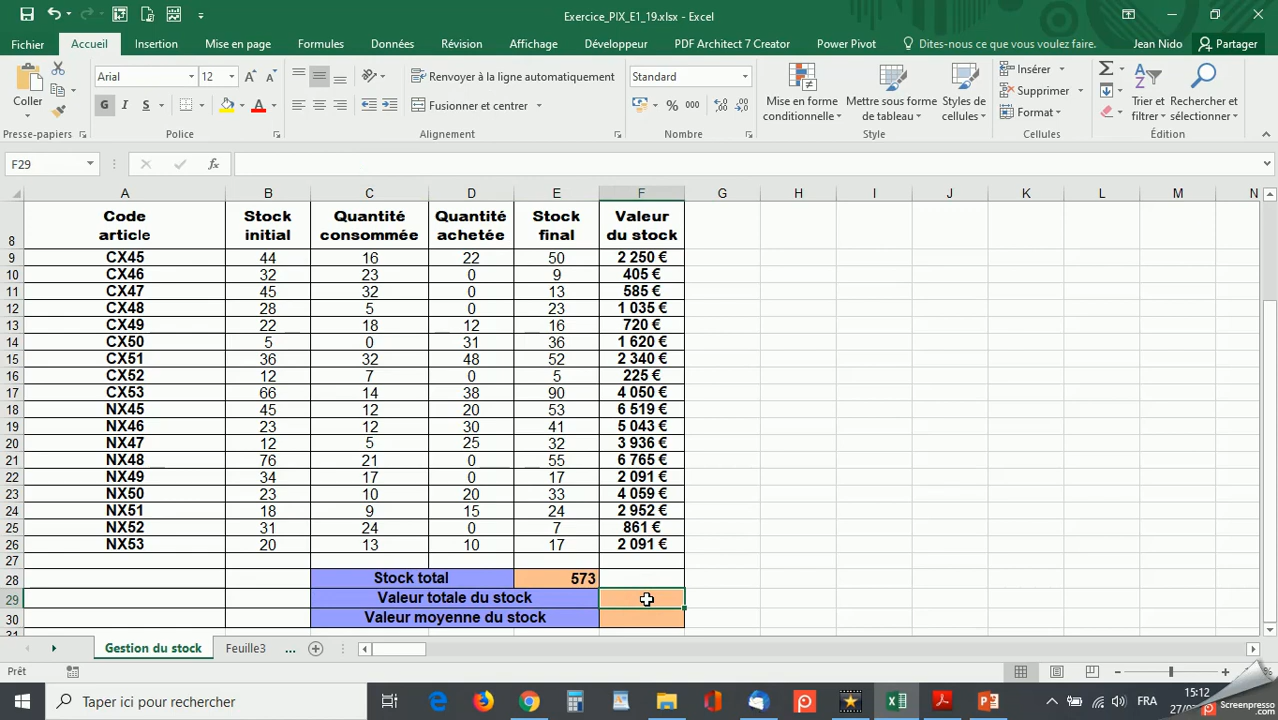 Exercice_PIX_E1_19.xlsx - Excel
Fichier Accueil Insertion Mise en page Formules Données Révision Affichage Développeur PDF Architect 7 Creator Power Pivot Dites-nous ce que vous voulez faire. Jean Nido Partager
Coller Arial 12 Renvoyer à la ligne automatiquement Standard Mise en forme conditionnelle Mettre sous forme de tableau Styles de cellules Insérer Supprimer Format Trier et filtrer Rechercher et sélectionner
G I S Fusionner et centrer % 000
Presse-papiers Police Alignement Nombre Style Cellules Édition
F29 fx
A B C D E F G H I J K L M N
8 Code article Stock initial Quantité consommée Quantité achetée Stock final Valeur du stock
9 CX45 44 16 22 50 2 250 €
10 CX46 32 23 0 9 405 €
11 CX47 45 32 0 13 585 €
12 CX48 28 5 0 23 1 035 €
13 CX49 22 18 12 16 720 €
14 CX50 5 0 31 36 1 620 €
15 CX51 36 32 48 52 2 340 €
16 CX52 12 7 0 5 225 €
17 CX53 66 14 38 90 4 050 €
18 NX45 45 12 20 53 6 519 €
19 NX46 23 12 30 41 5 043 €
20 NX47 12 5 25 32 3 936 €
21 NX48 76 21 0 55 6 765 €
22 NX49 34 17 0 17 2 091 €
23 NX50 23 10 20 33 4 059 €
24 NX51 18 9 15 24 2 952 €
25 NX52 31 24 0 7 861 €
26 NX53 20 13 10 17 2 091 €
27
28 Stock total 573
29 Valeur totale du stock
30 Valeur moyenne du stock
Gestion du stock Feuille3 ...
Prêt
Taper ici pour rechercher FRA 15:12
27/0
Screenpresso
.com